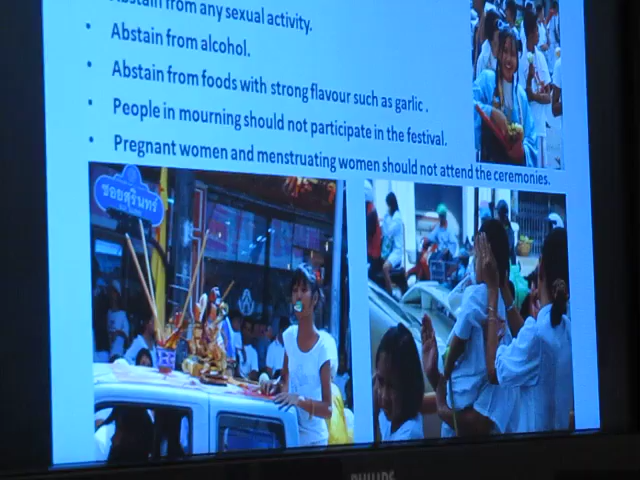 Abstain from any sexual activity.
• Abstain from alcohol.
• Abstain from foods with strong flavour such as garlic .
• People in mourning should not participate in the festival.
• Pregnant women and menstruating women should not attend the ceremonies.
ซอยสุรินทร์
PHILIPS